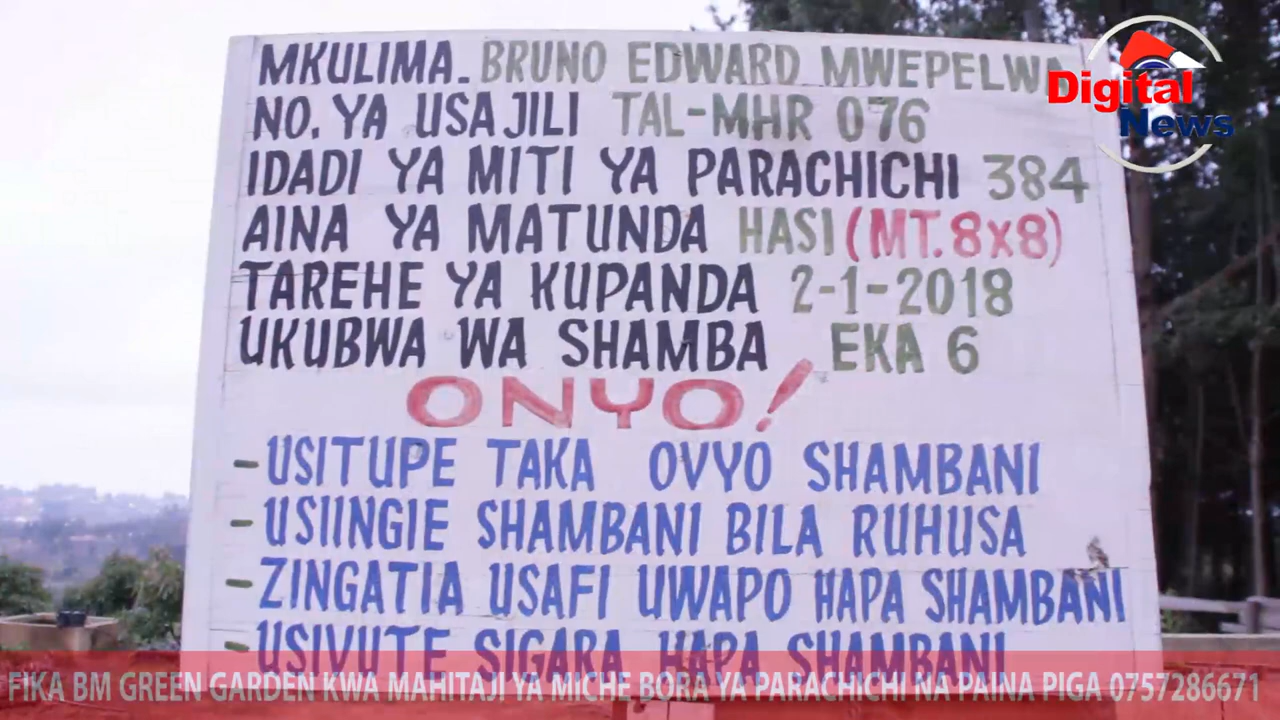 MKULIMA. BRUNO EDWARD MWEPELWA
NO. YA USAJILI TAL-MHR 076
IDADI YA MITI YA PARACHICHI 384
AINA YA MATUNDA HASI (MT. 8X8)
TAREHE YA KUPANDA 2-1-2018
UKUBWA WA SHAMBA EKA 6
ONYO!
- USITUPE TAKA OVYO SHAMBANI
- USIINGIE SHAMBANI BILA RUHUSA
- ZINGATIA USAFI UWAPO HAPA SHAMBANI
- USIVUTE SIGARA HAPA SHAMBANI
Digital
News
FIKA BM GREEN GARDEN KWA MAHITAJI YA MICHE BORA YA PARACHICHI NA PAINA PIGA 0757286671